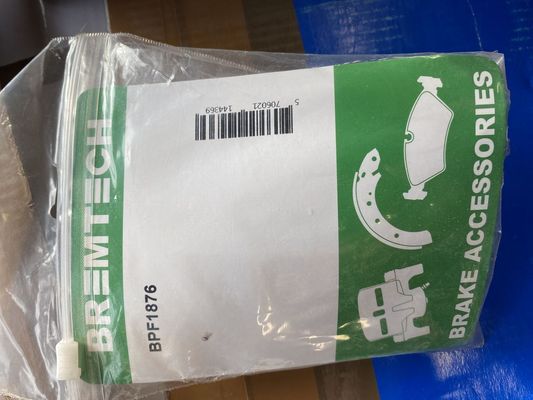 BREMTECH
BPF1876
5 706021 144369
BRAKE ACCESSORIES